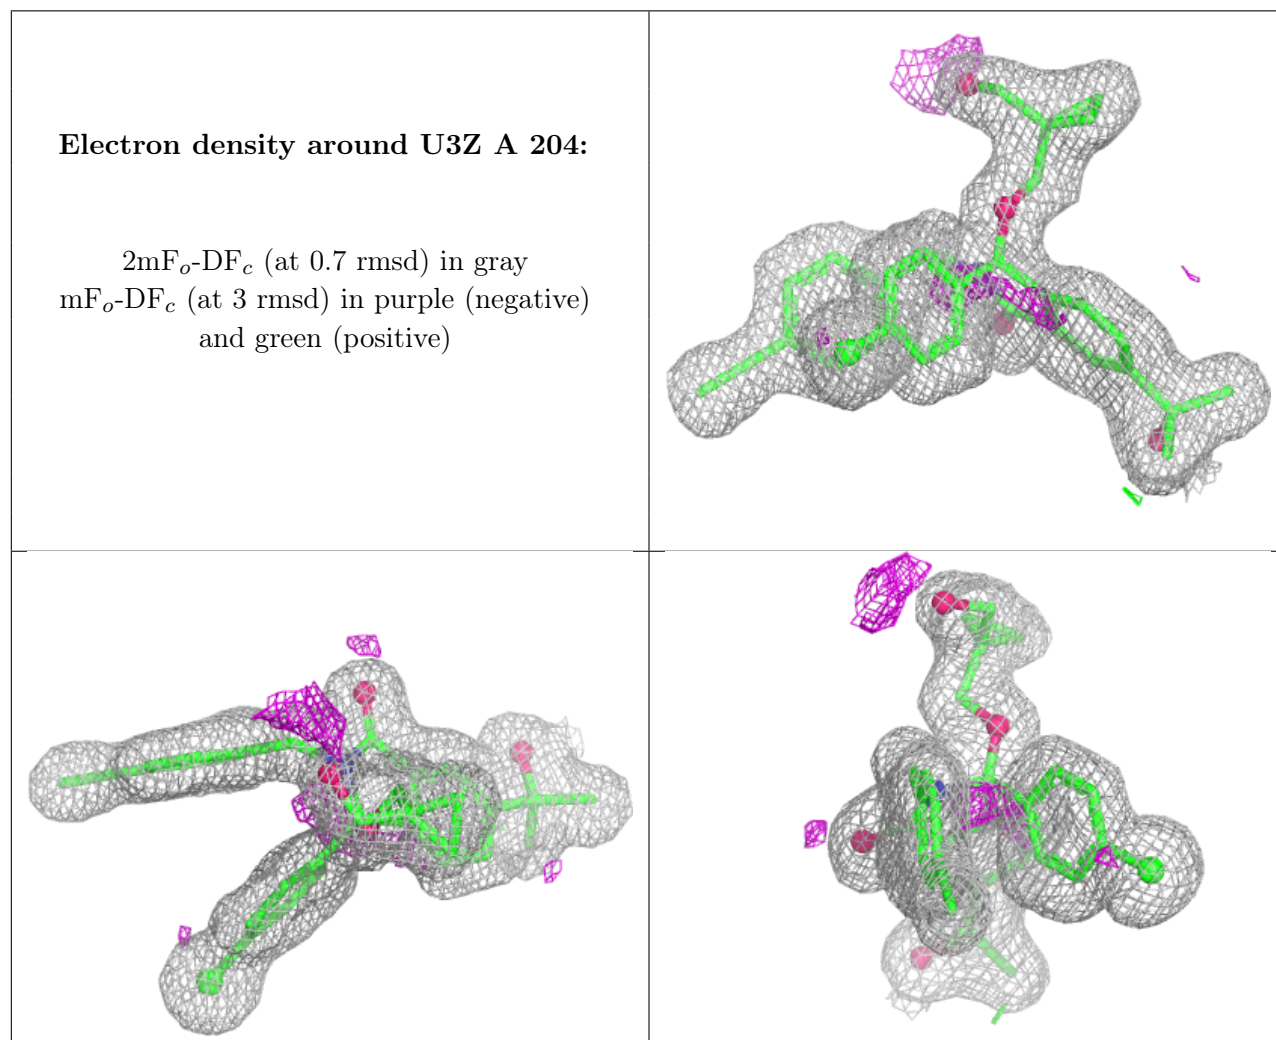 Electron density around U3Z A 204:
2mFo-DFc (at 0.7 rmsd) in gray
mFo-DFc (at 3 rmsd) in purple (negative)
and green (positive)